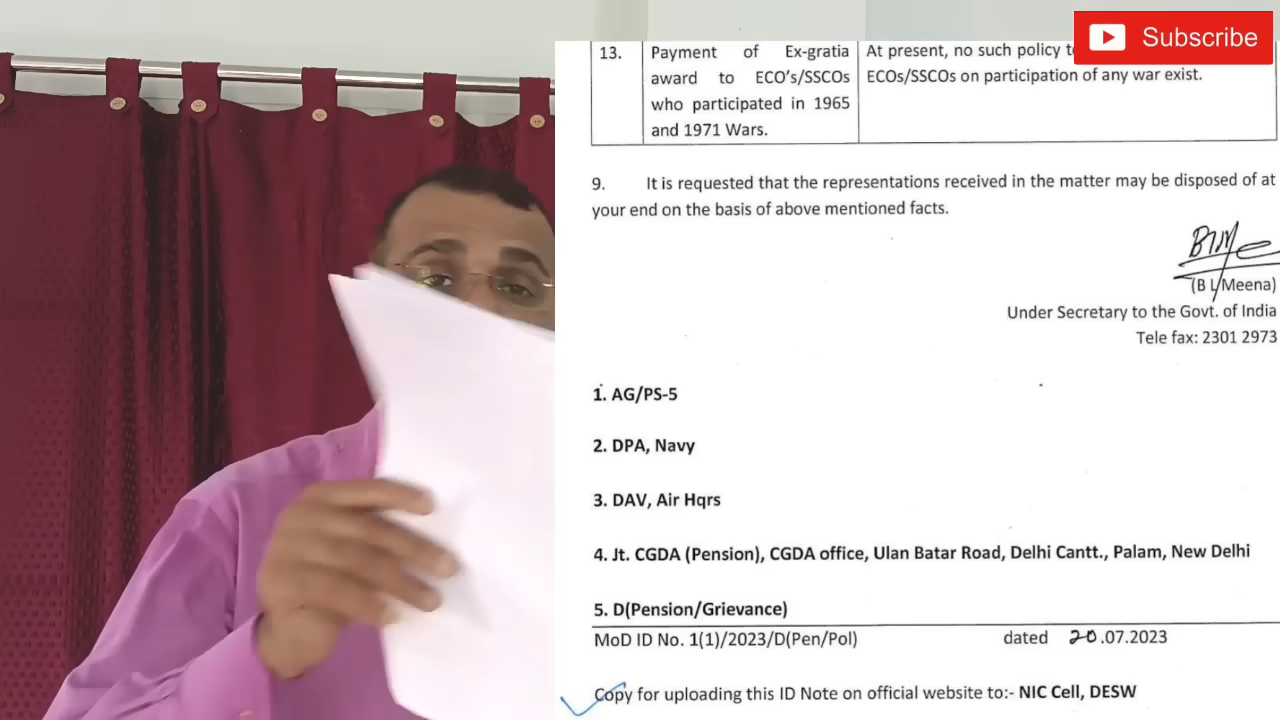 Subscribe
13. Payment of Ex-gratia At present, no such policy
award to ECO's/SSCOs ECOs/SSCOs on participation of any war exist.
who participated in 1965
and 1971 Wars.
9. It is requested that the representations received in the matter may be disposed of at
your end on the basis of above mentioned facts.
(B L Meena)
Under Secretary to the Govt. of India
Tele fax: 2301 2973
1. AG/PS-5
2. DPA, Navy
3. DAV, Air Hqrs
4. Jt. CGDA (Pension), CGDA office, Ulan Batar Road, Delhi Cantt., Palam, New Delhi
5. D(Pension/Grievance)
MoD ID No. 1(1)/2023/D(Pen/Pol) dated 20.07.2023
Copy for uploading this ID Note on official website to:- NIC Cell, DESW